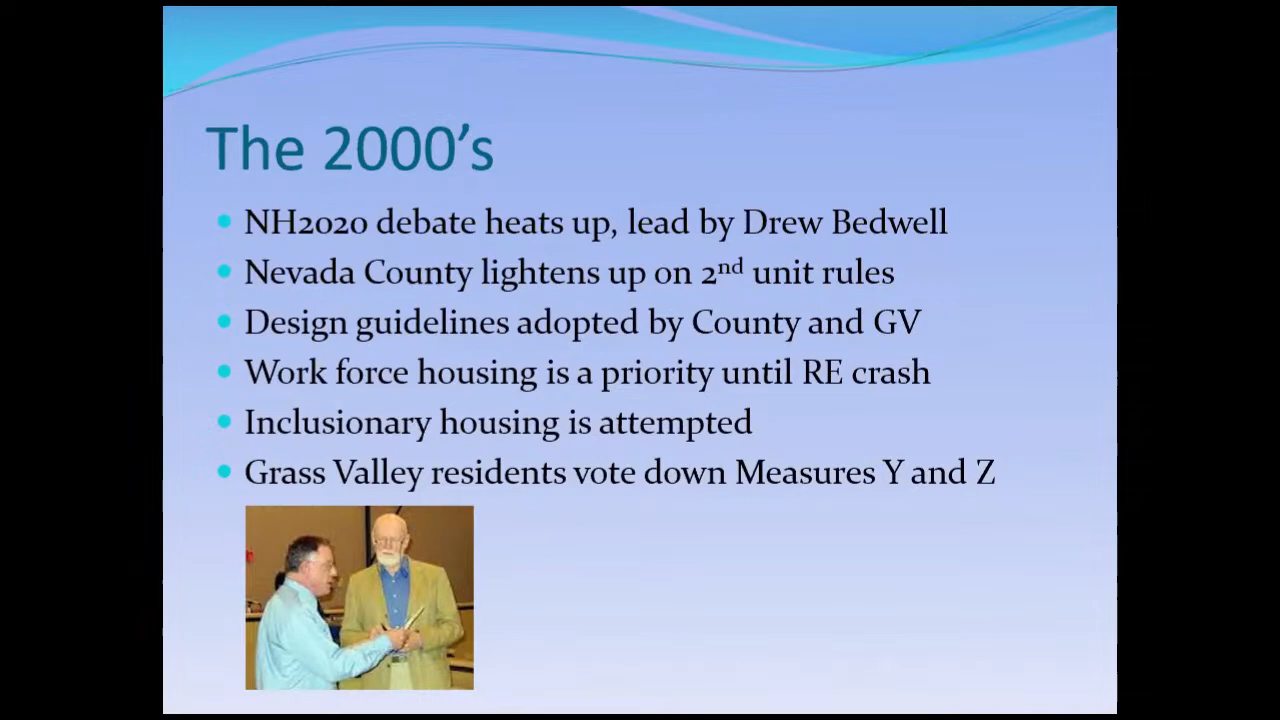 The 2000’s
NH2020 debate heats up, lead by Drew Bedwell
Nevada County lightens up on 2nd unit rules
Design guidelines adopted by County and GV
Work force housing is a priority until RE crash
Inclusionary housing is attempted
Grass Valley residents vote down Measures Y and Z